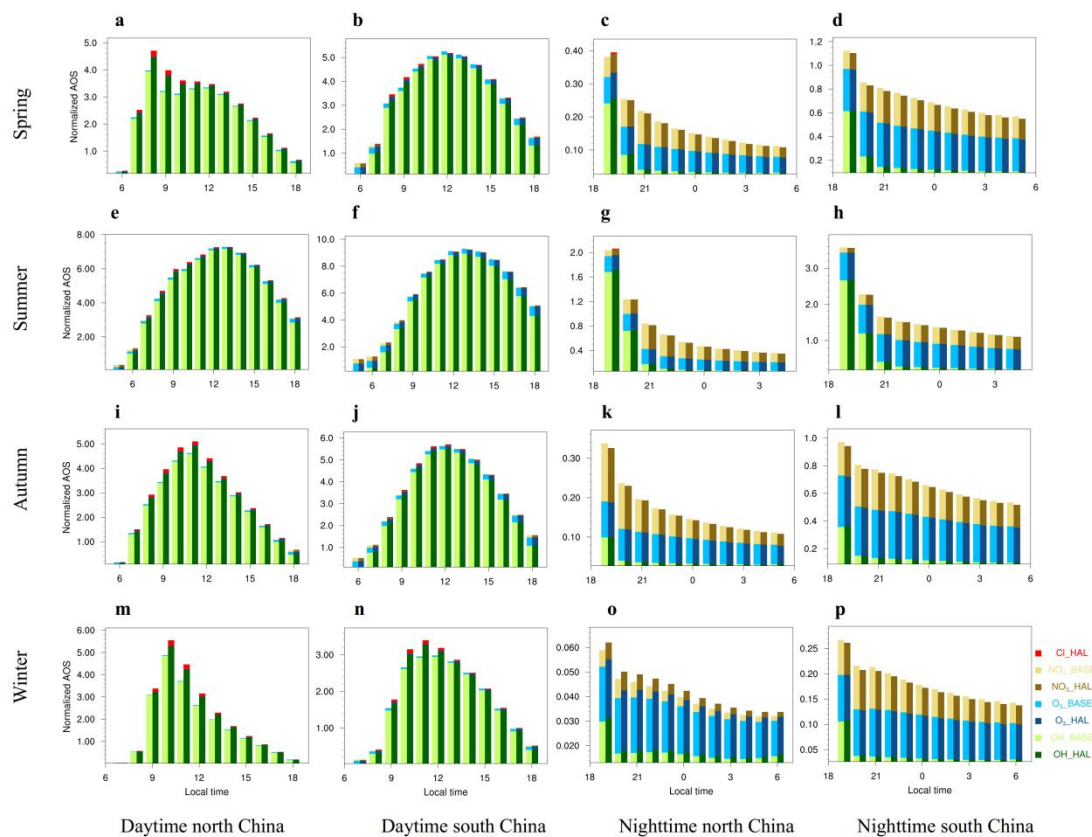 a b c d
Spring
Normalized AOS
5.0
4.0
3.0
2.0
1.0
6 9 12 15 18
5.0
4.0
3.0
2.0
1.0
6 9 12 15 18
0.40
0.30
0.20
0.10
18 21 0 3 6
1.2
1.0
0.8
0.6
0.4
0.2
18 21 0 3 6
e f g h
Summer
Normalized AOS
8.00
6.00
4.00
2.00
6 9 12 15 18
10.0
8.0
6.0
4.0
2.0
6 9 12 15 18
2.0
1.6
1.2
0.8
0.4
18 21 0 3
3.0
2.0
1.0
18 21 0 3
i j k l
Autumn
Normalized AOS
5.00
4.00
3.00
2.00
1.00
6 9 12 15 18
6.0
5.0
4.0
3.0
2.0
1.0
6 9 12 15 18
0.30
0.20
0.10
18 21 0 3 6
1.0
0.8
0.6
0.4
0.2
18 21 0 3 6
m n o p
Winter
Normalized AOS
6.00
5.00
4.00
3.00
2.00
1.00
6 9 12 15 18
Local time
3.00
2.00
1.00
6 9 12 15 18
Local time
0.060
0.050
0.040
0.030
0.020
18 21 0 3 6
Local time
0.25
0.20
0.15
0.10
0.05
18 21 0 3 6
Local time
Cl_HAL
NO₃_BASE
NO₃_HAL
O₃_BASE
O₃_HAL
OH_BASE
OH_HAL
Daytime north China Daytime south China Nighttime north China Nighttime south China